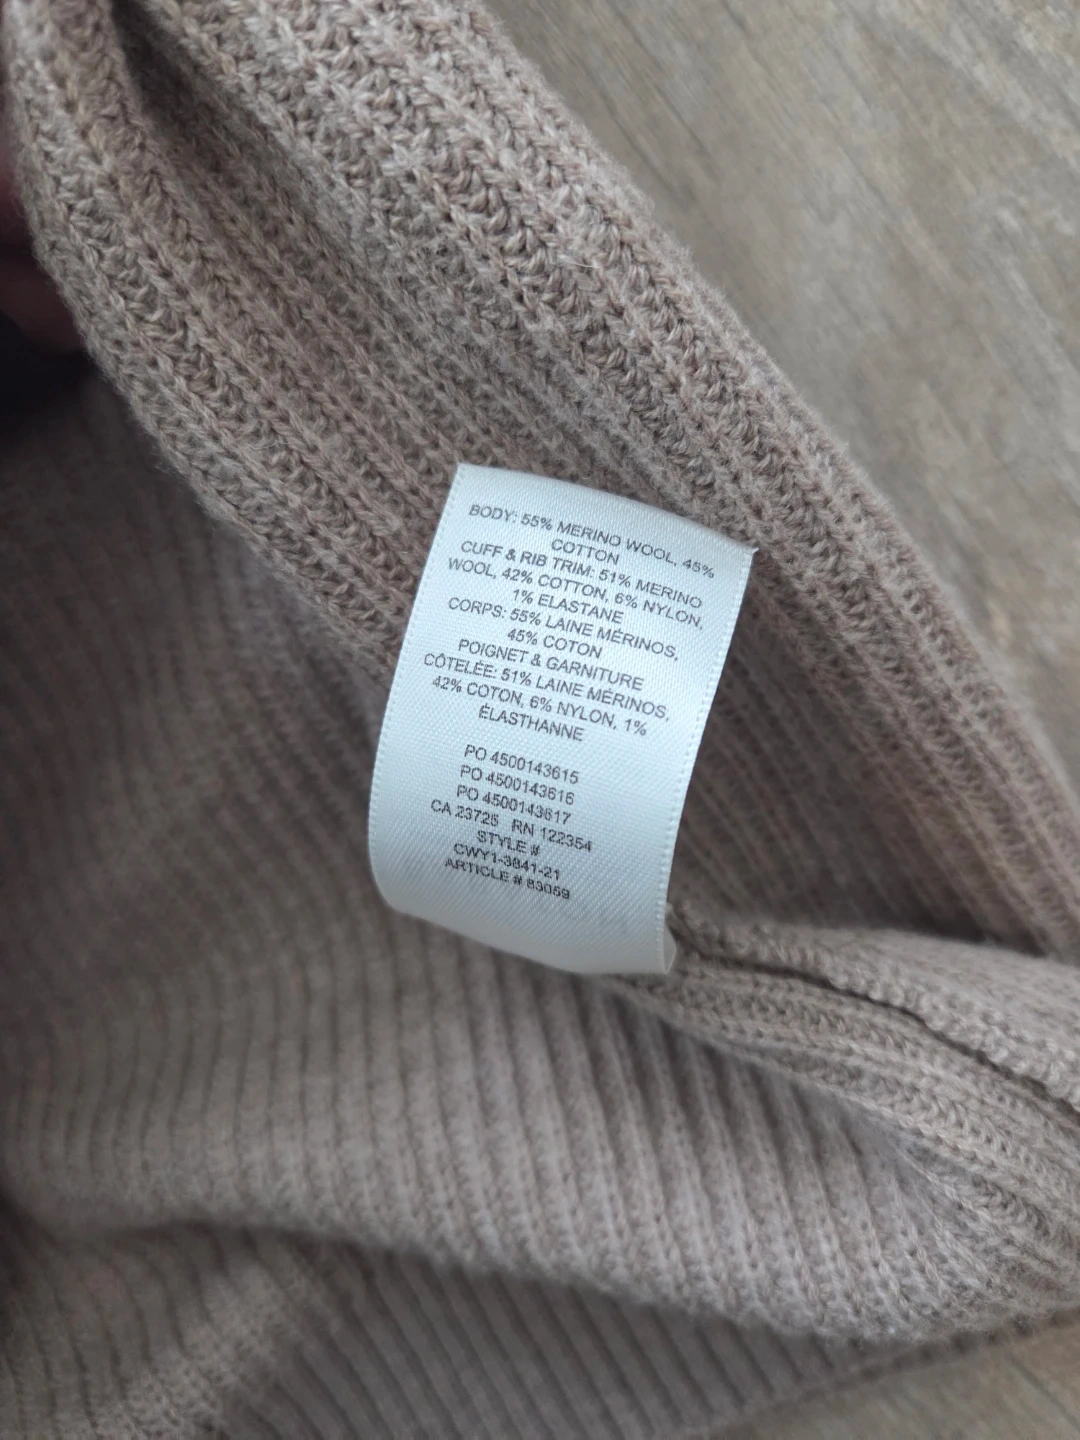 BODY: 55% MERINO WOOL, 45%
COTTON
CUFF & RIB TRIM: 51% MERINO
WOOL, 42% COTTON, 6% NYLON,
1% ELASTANE
CORPS: 55% LAINE MÉRINOS,
45% COTON
POIGNET & GARNITURE
CÔTELÉE: 51% LAINE MÉRINOS,
42% COTON, 6% NYLON, 1%
ÉLASTHANNE
PO 4500143615
PO 4500143616
PO 4500143617
CA 23725 RN 122354
STYLE #
CWY1-3841-21
ARTICLE # 83059